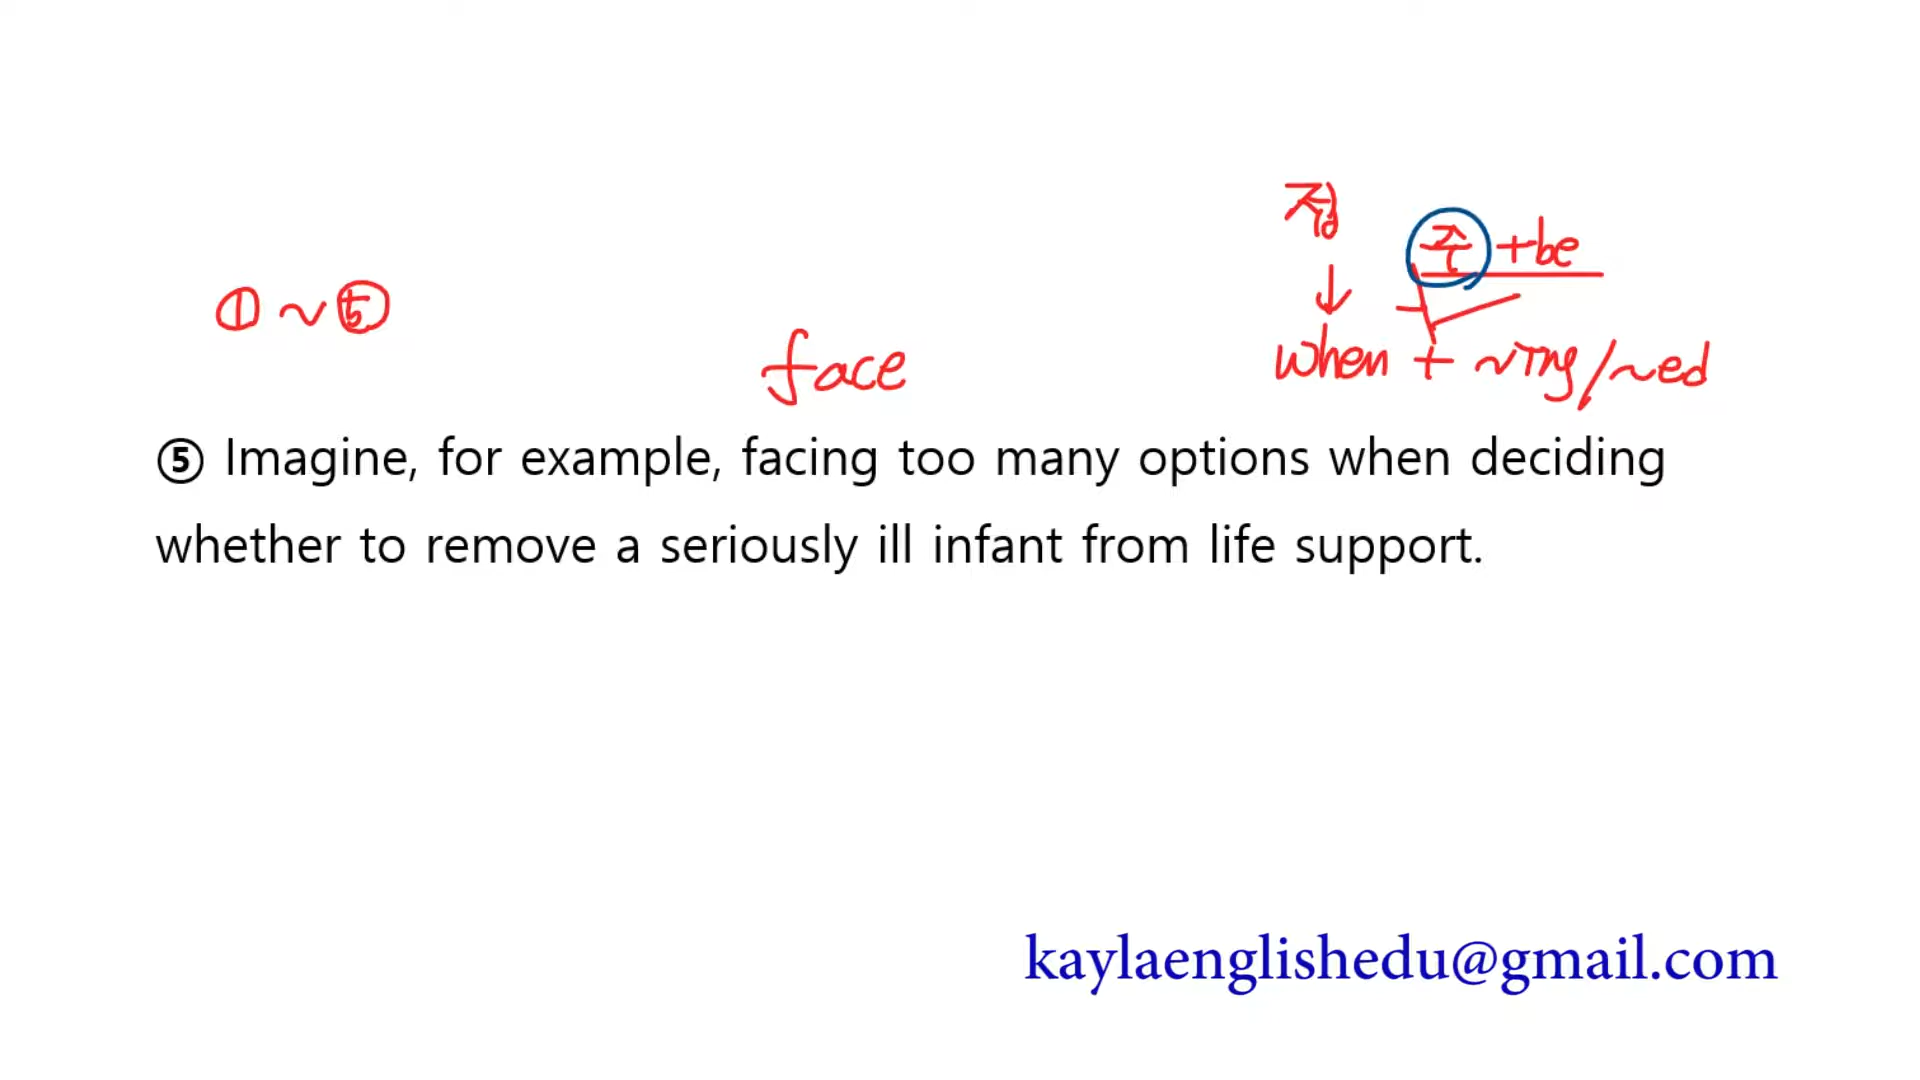 접
주 +be
① ~ ⑤
face
when + ~ing/~ed
⑤ Imagine, for example, facing too many options when deciding
whether to remove a seriously ill infant from life support.
kaylaenglishedu@gmail.com